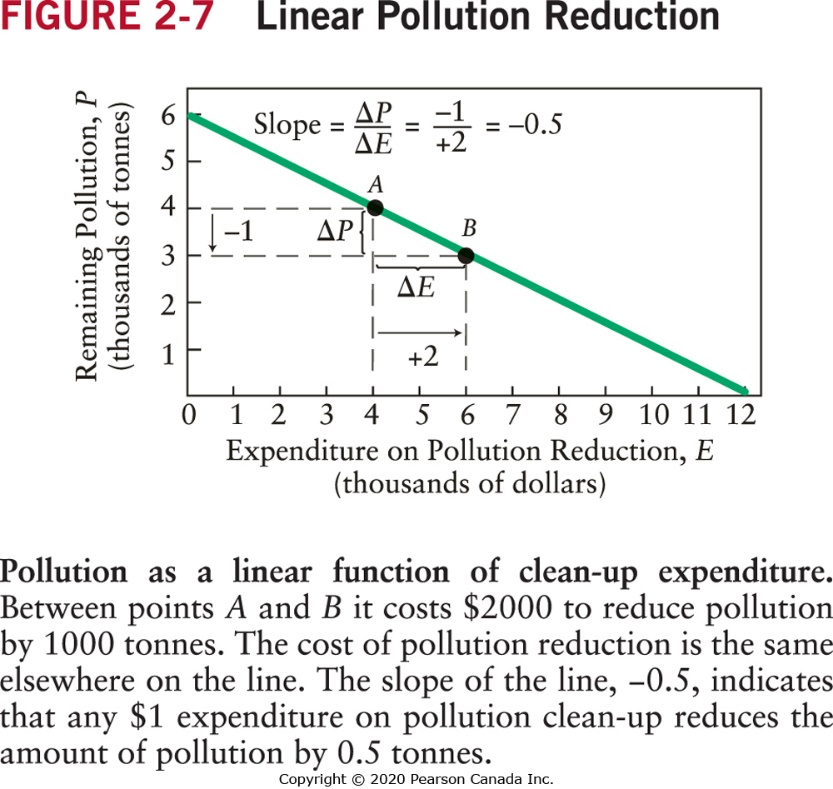 FIGURE 2-7 Linear Pollution Reduction
Remaining Pollution, P
(thousands of tonnes)
6
5
4
3
2
1
Slope = ΔP/ΔE = −1/+2 = −0.5
A
B
−1
ΔP
ΔE
+2
0 1 2 3 4 5 6 7 8 9 10 11 12
Expenditure on Pollution Reduction, E
(thousands of dollars)
Pollution as a linear function of clean-up expenditure.
Between points A and B it costs $2000 to reduce pollution
by 1000 tonnes. The cost of pollution reduction is the same
elsewhere on the line. The slope of the line, −0.5, indicates
that any $1 expenditure on pollution clean-up reduces the
amount of pollution by 0.5 tonnes.
Copyright © 2020 Pearson Canada Inc.